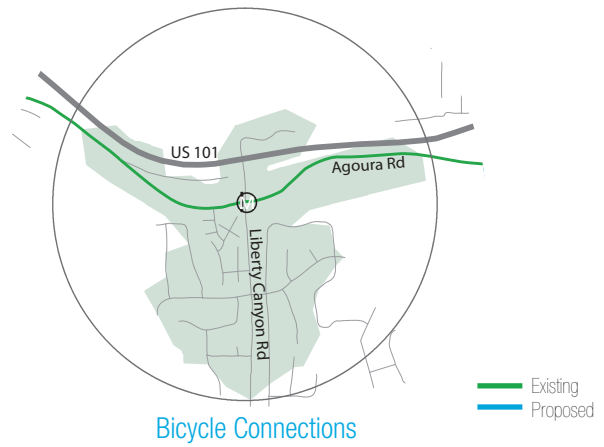 US 101
Agoura Rd
Liberty Canyon Rd
Existing
Proposed
Bicycle Connections